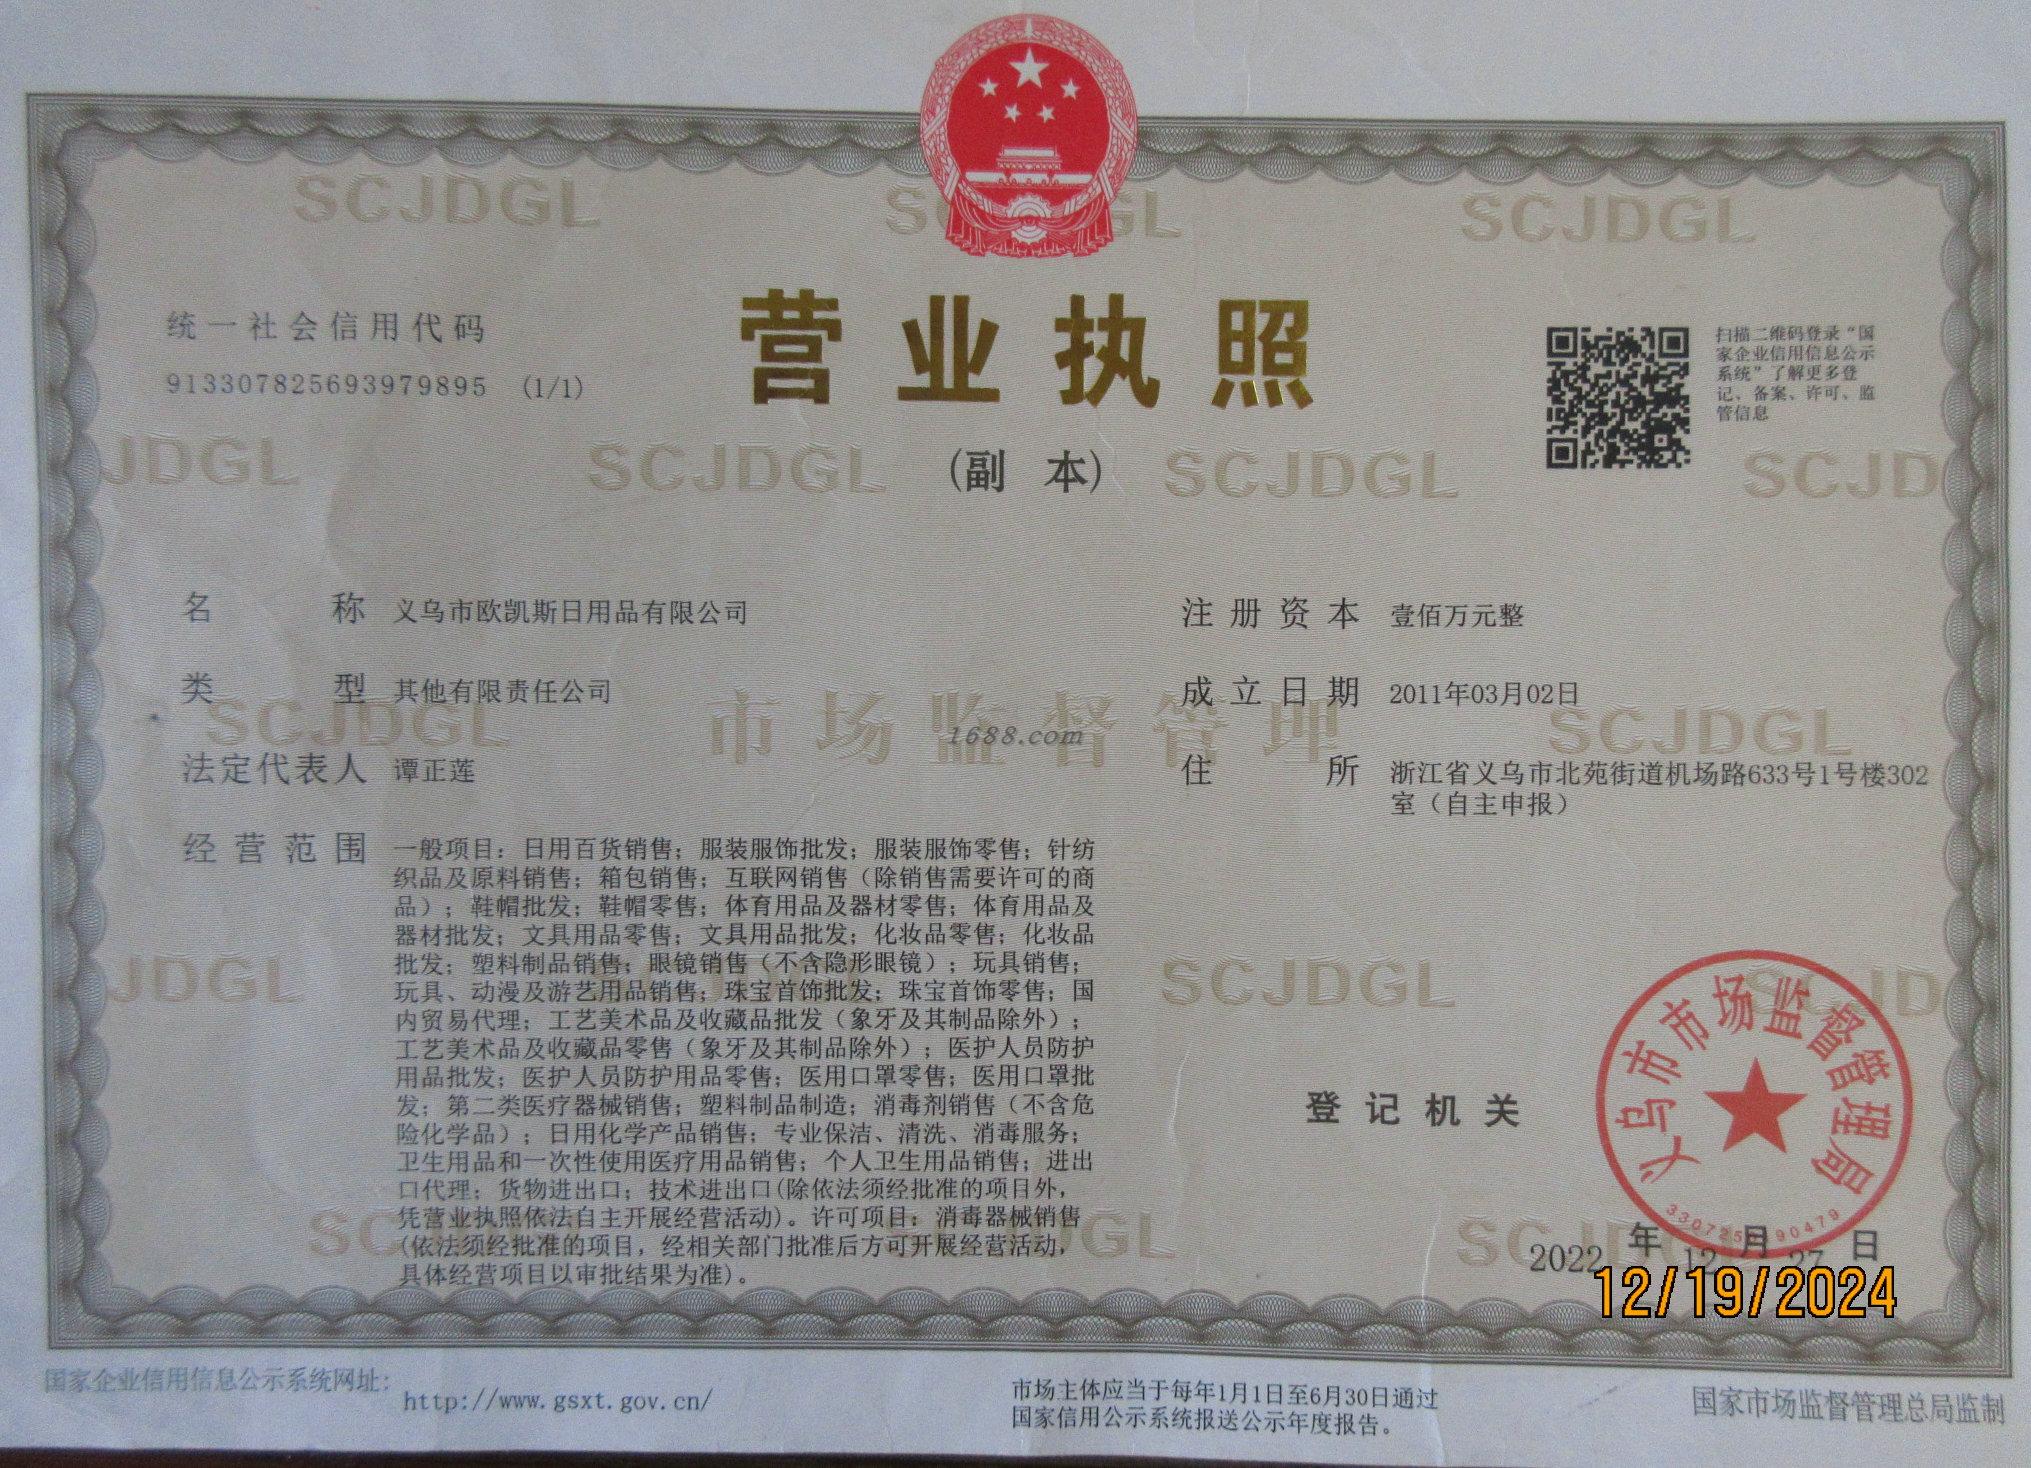 SCJDGL
SCJDGL
SCJDGL
营业执照
统一社会信用代码
913307825693979895 (1/1)
扫描二维码登录“国
家企业信用信息公示
系统”了解更多登
记、备案、许可、监
管信息
(副 本)
JDGL
SCJDGL
SCJDGL
SCJD
名 称 义乌市欧凯斯日用品有限公司
注册资本 壹佰万元整
类 型 其他有限责任公司
成立日期 2011年03月02日
SCJDGL
市场监督管理
SCJDGL
1688.com
法定代表人 谭正莲
住 所 浙江省义乌市北苑街道机场路633号1号楼302
室（自主申报）
经营范围 一般项目：日用百货销售；服装服饰批发；服装服饰零售；针纺
织品及原料销售；箱包销售；互联网销售（除销售需要许可的商
品）；鞋帽批发；鞋帽零售；体育用品及器材零售；体育用品及
器材批发；文具用品零售；文具用品批发；化妆品零售；化妆品
批发；塑料制品销售；眼镜销售（不含隐形眼镜）；玩具销售；
玩具、动漫及游艺用品销售；珠宝首饰批发；珠宝首饰零售；国
内贸易代理；工艺美术品及收藏品批发（象牙及其制品除外）；
工艺美术品及收藏品零售（象牙及其制品除外）；医护人员防护
用品批发；医护人员防护用品零售；医用口罩零售；医用口罩批
发；第二类医疗器械销售；塑料制品制造；消毒剂销售（不含危
险化学品）；日用化学产品销售；专业保洁、清洗、消毒服务；
卫生用品和一次性使用医疗用品销售；个人卫生用品销售；进出
口代理；货物进出口；技术进出口(除依法须经批准的项目外，
凭营业执照依法自主开展经营活动)。许可项目：消毒器械销售
(依法须经批准的项目，经相关部门批准后方可开展经营活动，
具体经营项目以审批结果为准)。
JDGL
SCJDGL
登记机关
义乌市市场监督管理局
2022 年 12 月 27 日
12/19/2024
国家企业信用信息公示系统网址：
http://www.gsxt.gov.cn/
市场主体应当于每年1月1日至6月30日通过
国家信用公示系统报送公示年度报告。
国家市场监督管理总局监制